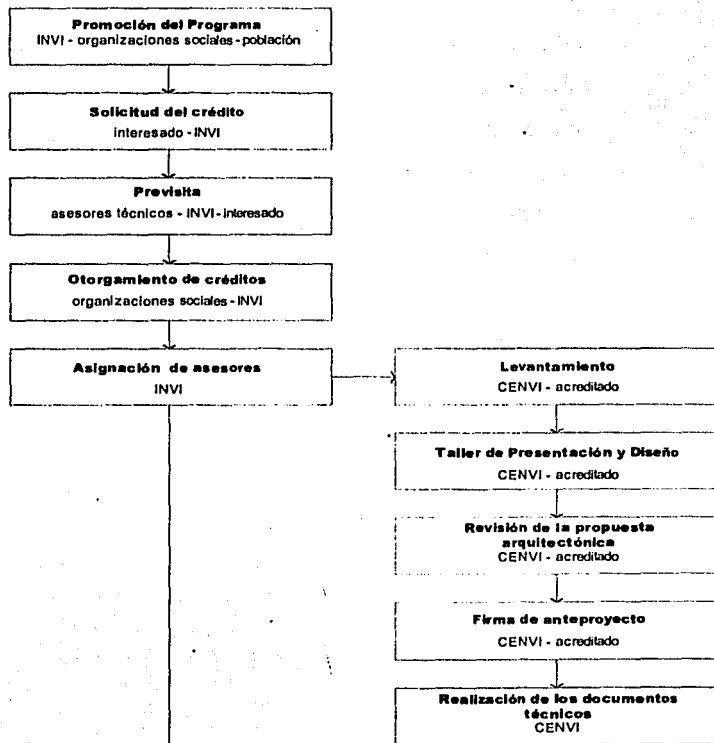 Promoción del Programa
INVI - organizaciones sociales - población
Solicitud del crédito
interesado - INVI
Previsita
asesores técnicos - INVI - interesado
Otorgamiento de créditos
organizaciones sociales - INVI
Asignación de asesores
INVI
Levantamiento
CENVI - acreditado
Taller de Presentación y Diseño
CENVI - acreditado
Revisión de la propuesta
arquitectónica
CENVI - acreditado
Firma de anteproyecto
CENVI - acreditado
Realización de los documentos
técnicos
CENVI